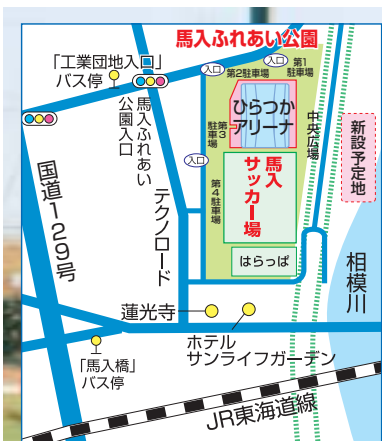 馬入ふれあい公園
「工業団地入口」
バス停
入口
入口
第1
駐車場
第2駐車場
ひらつか
アリーナ
第3
駐車場
馬入ふれあい
公園入口
中央広場
新設予定地
入口
馬入
サッカー場
第4駐車場
国道129号
テクノロード
はらっぱ
相模川
蓮光寺
ホテル
サンライフガーデン
「馬入橋」
バス停
JR東海道線